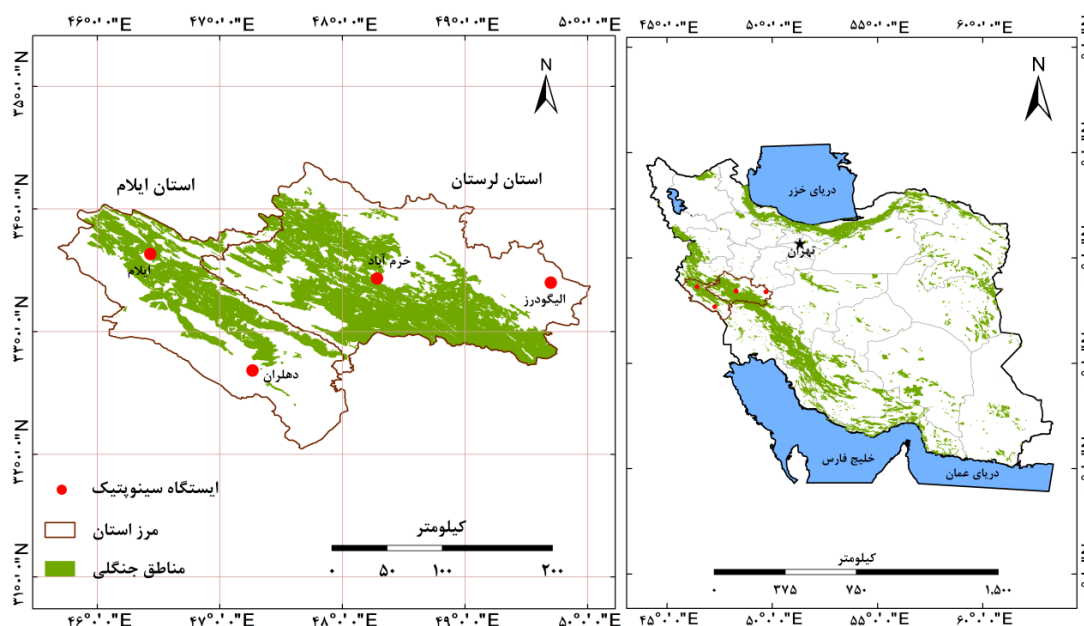 ۴۶°۰'۰"E ۴۷°۰'۰"E ۴۸°۰'۰"E ۴۹°۰'۰"E ۵۰°۰'۰"E
۳۵°۰'۰"N
۳۴°۰'۰"N
۳۳°۰'۰"N
۳۲°۰'۰"N
۳۱°۰'۰"N
N
استان ایلام
استان لرستان
ایلام
خرم آباد
الیگودرز
دهلران
ایستگاه سینوپتیک
مرز استان
مناطق جنگلی
کیلومتر
۰ ۵۰ ۱۰۰ ۲۰۰
۴۶°۰'۰"E ۴۷°۰'۰"E ۴۸°۰'۰"E ۴۹°۰'۰"E ۵۰°۰'۰"E
۴۵°۰'۰"E ۵۰°۰'۰"E ۵۵°۰'۰"E ۶۰°۰'۰"E
N
دریای خزر
تهران
خلیج فارس
دریای عمان
کیلومتر
۰ ۳۷۵ ۷۵۰ ۱,۵۰۰
۴۵°۰'۰"E ۵۰°۰'۰"E ۵۵°۰'۰"E ۶۰°۰'۰"E